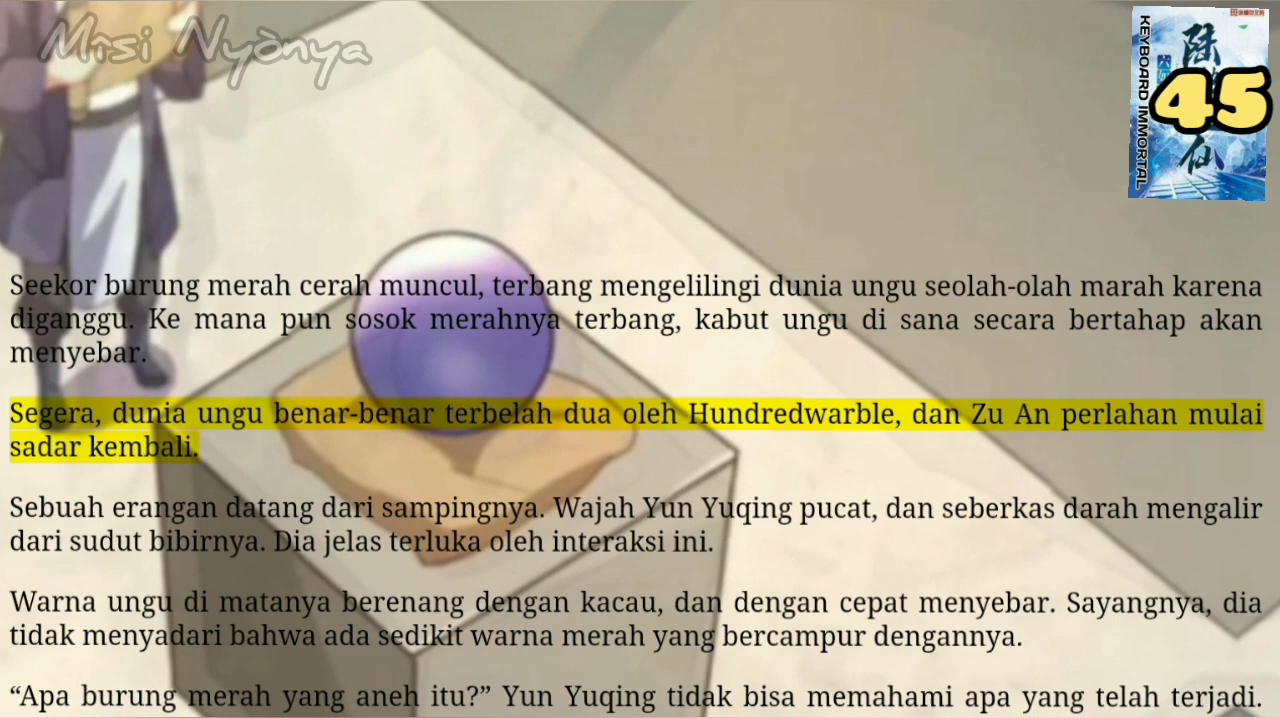 Misi Nyònya
KEYBOARD IMMORTAL
45
仙
Seekor burung merah cerah muncul, terbang mengelilingi dunia ungu seolah-olah marah karena
diganggu. Ke mana pun sosok merahnya terbang, kabut ungu di sana secara bertahap akan
menyebar.
Segera, dunia ungu benar-benar terbelah dua oleh Hundredwarble, dan Zu An perlahan mulai
sadar kembali.
Sebuah erangan datang dari sampingnya. Wajah Yun Yuqing pucat, dan seberkas darah mengalir
dari sudut bibirnya. Dia jelas terluka oleh interaksi ini.
Warna ungu di matanya berenang dengan kacau, dan dengan cepat menyebar. Sayangnya, dia
tidak menyadari bahwa ada sedikit warna merah yang bercampur dengannya.
“Apa burung merah yang aneh itu?” Yun Yuqing tidak bisa memahami apa yang telah terjadi.